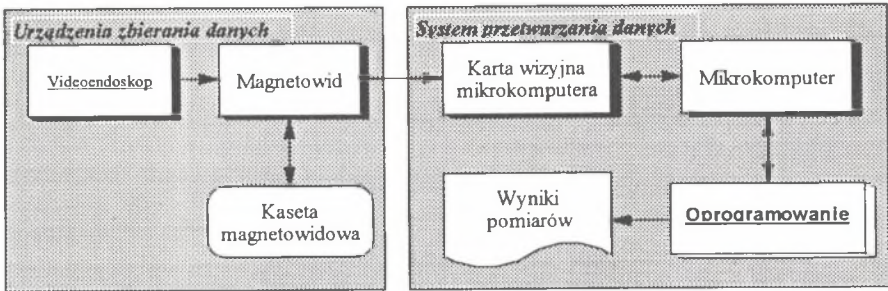 Urządzenia zbierania danych
System przetwarzania danych
Videoendoskop
Magnetowid
Karta wizyjna
mikrokomputera
Mikrokomputer
Kaseta
magnetowidowa
Wyniki
pomiarów
Oprogramowanie